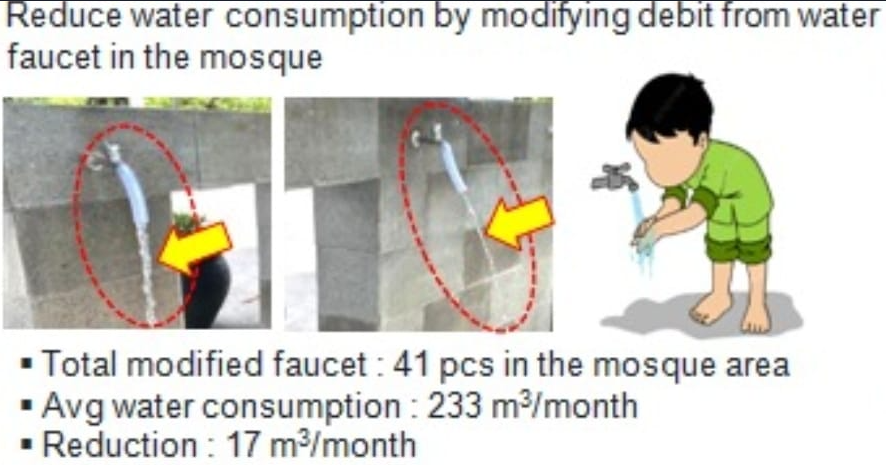 Reduce water consumption by modifying debit from water
faucet in the mosque
▪ Total modified faucet : 41 pcs in the mosque area
▪ Avg water consumption : 233 m³/month
▪ Reduction : 17 m³/month